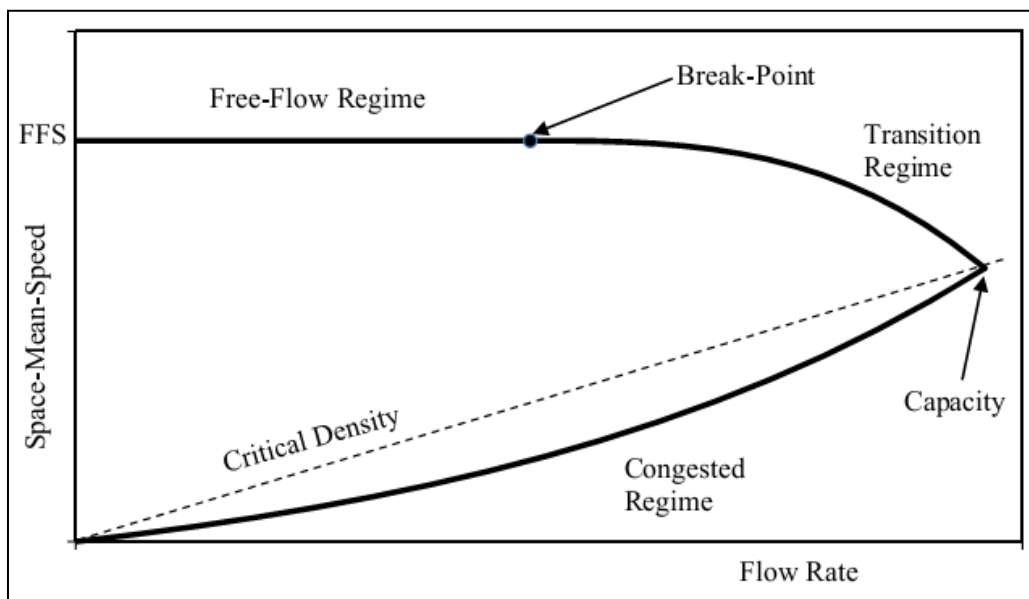 Break-Point
Free-Flow Regime
FFS
Transition
Regime
Space-Mean-Speed
Critical Density
Capacity
Congested
Regime
Flow Rate